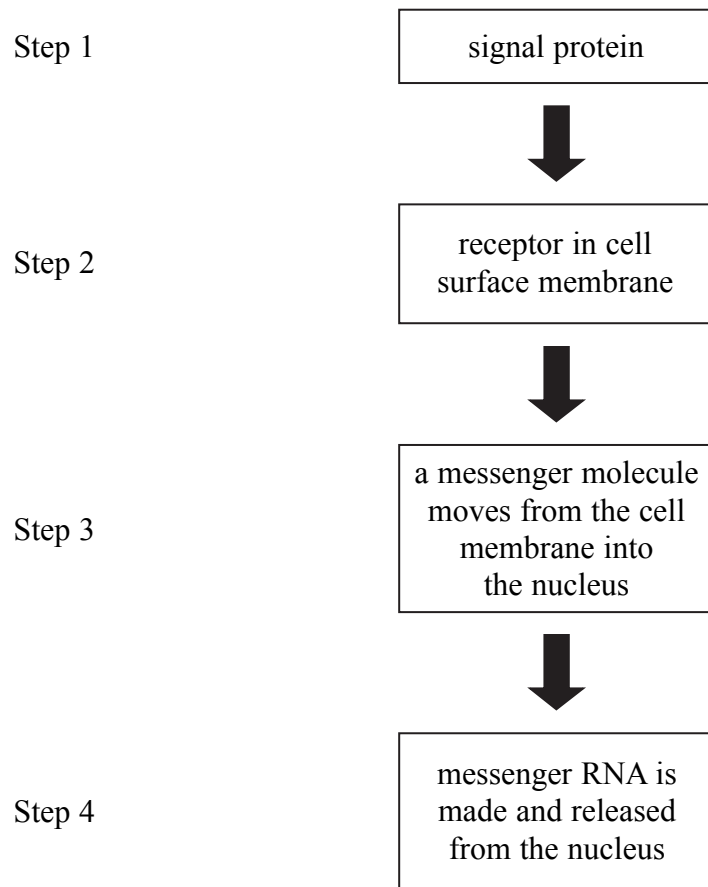 Step 1
signal protein
Step 2
receptor in cell
surface membrane
Step 3
a messenger molecule
moves from the cell
membrane into
the nucleus
Step 4
messenger RNA is
made and released
from the nucleus